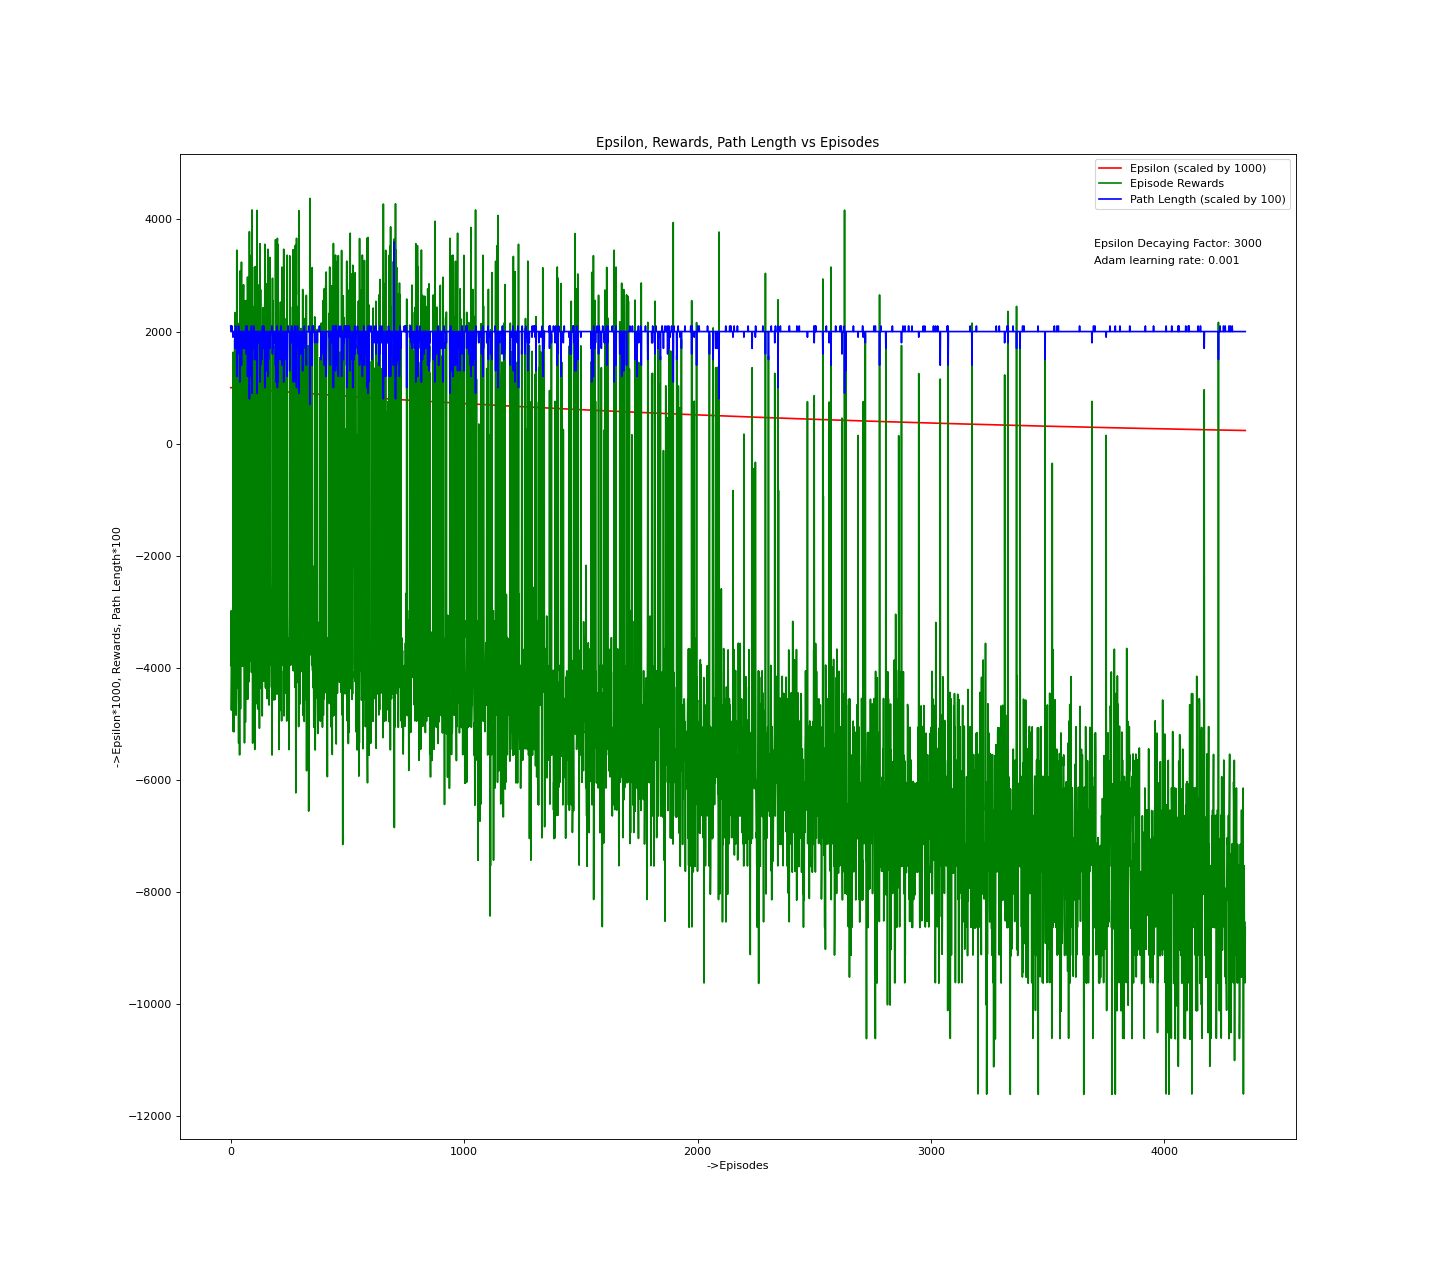 Epsilon, Rewards, Path Length vs Episodes
Epsilon (scaled by 1000)
Episode Rewards
Path Length (scaled by 100)
Epsilon Decaying Factor: 3000
Adam learning rate: 0.001
->Epsilon*1000, Rewards, Path Length*100
4000
2000
0
−2000
−4000
−6000
−8000
−10000
−12000
0 1000 2000 3000 4000
->Episodes